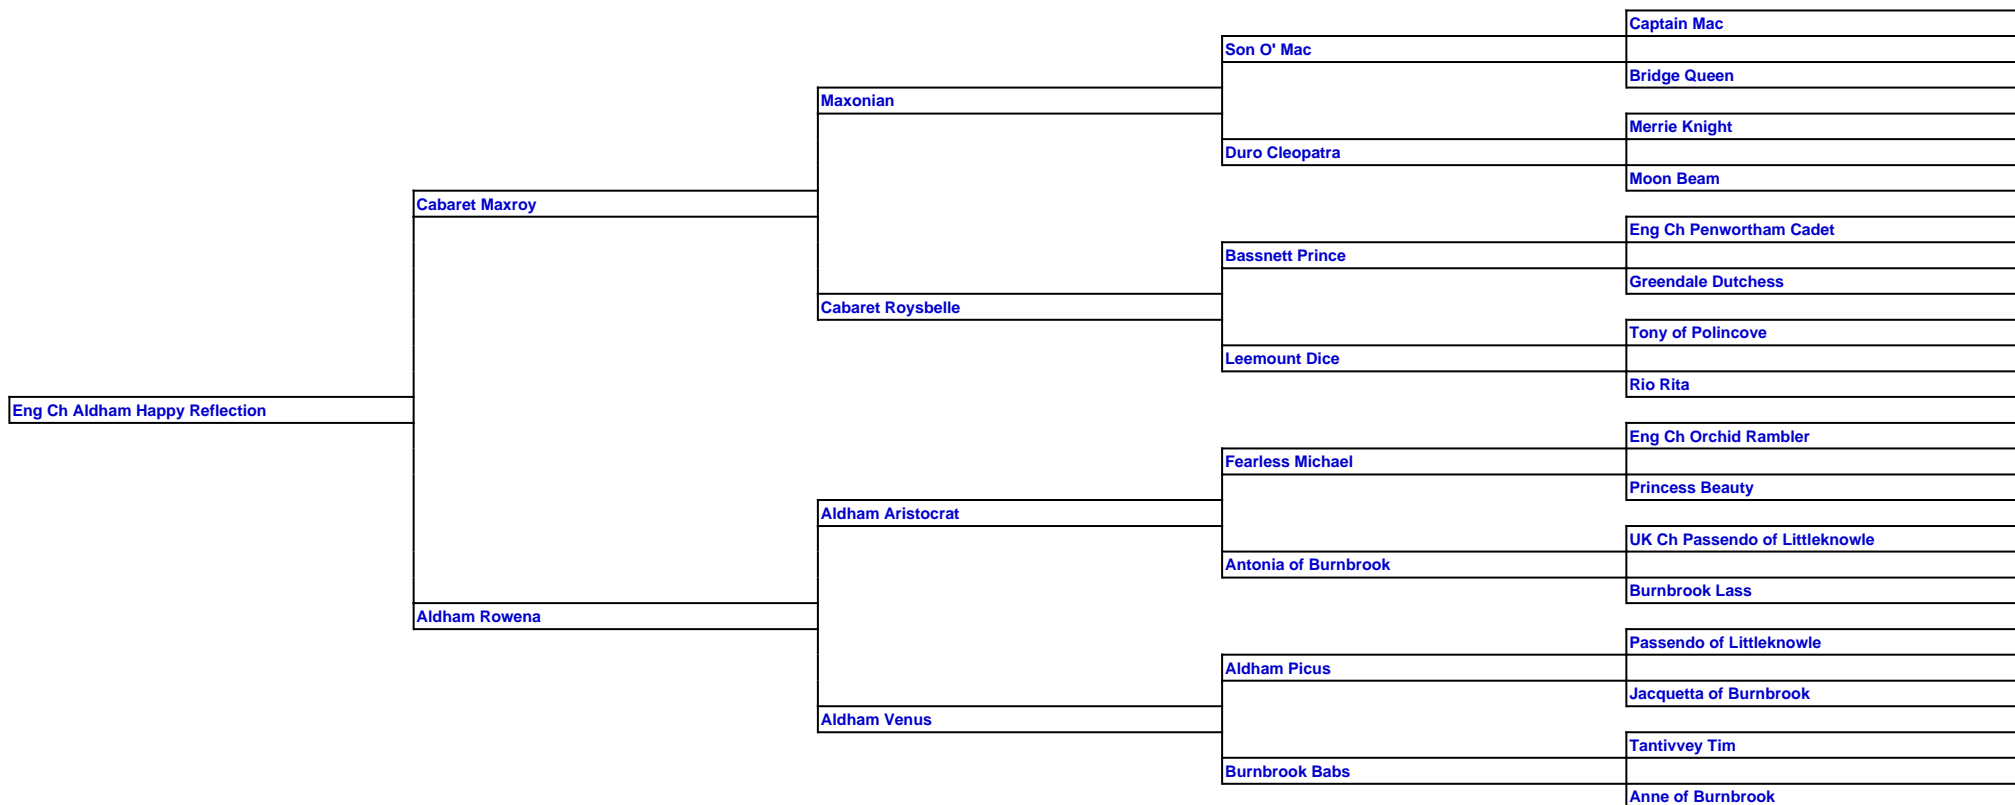 Captain Mac
Son O' Mac
Bridge Queen
Maxonian
Merrie Knight
Duro Cleopatra
Moon Beam
Cabaret Maxroy
Eng Ch Penwortham Cadet
Bassnett Prince
Greendale Dutchess
Cabaret Roysbelle
Tony of Polincove
Leemount Dice
Rio Rita
Eng Ch Aldham Happy Reflection
Eng Ch Orchid Rambler
Fearless Michael
Princess Beauty
Aldham Aristocrat
UK Ch Passendo of Littleknowle
Antonia of Burnbrook
Burnbrook Lass
Aldham Rowena
Passendo of Littleknowle
Aldham Picus
Jacquetta of Burnbrook
Aldham Venus
Tantivvey Tim
Burnbrook Babs
Anne of Burnbrook